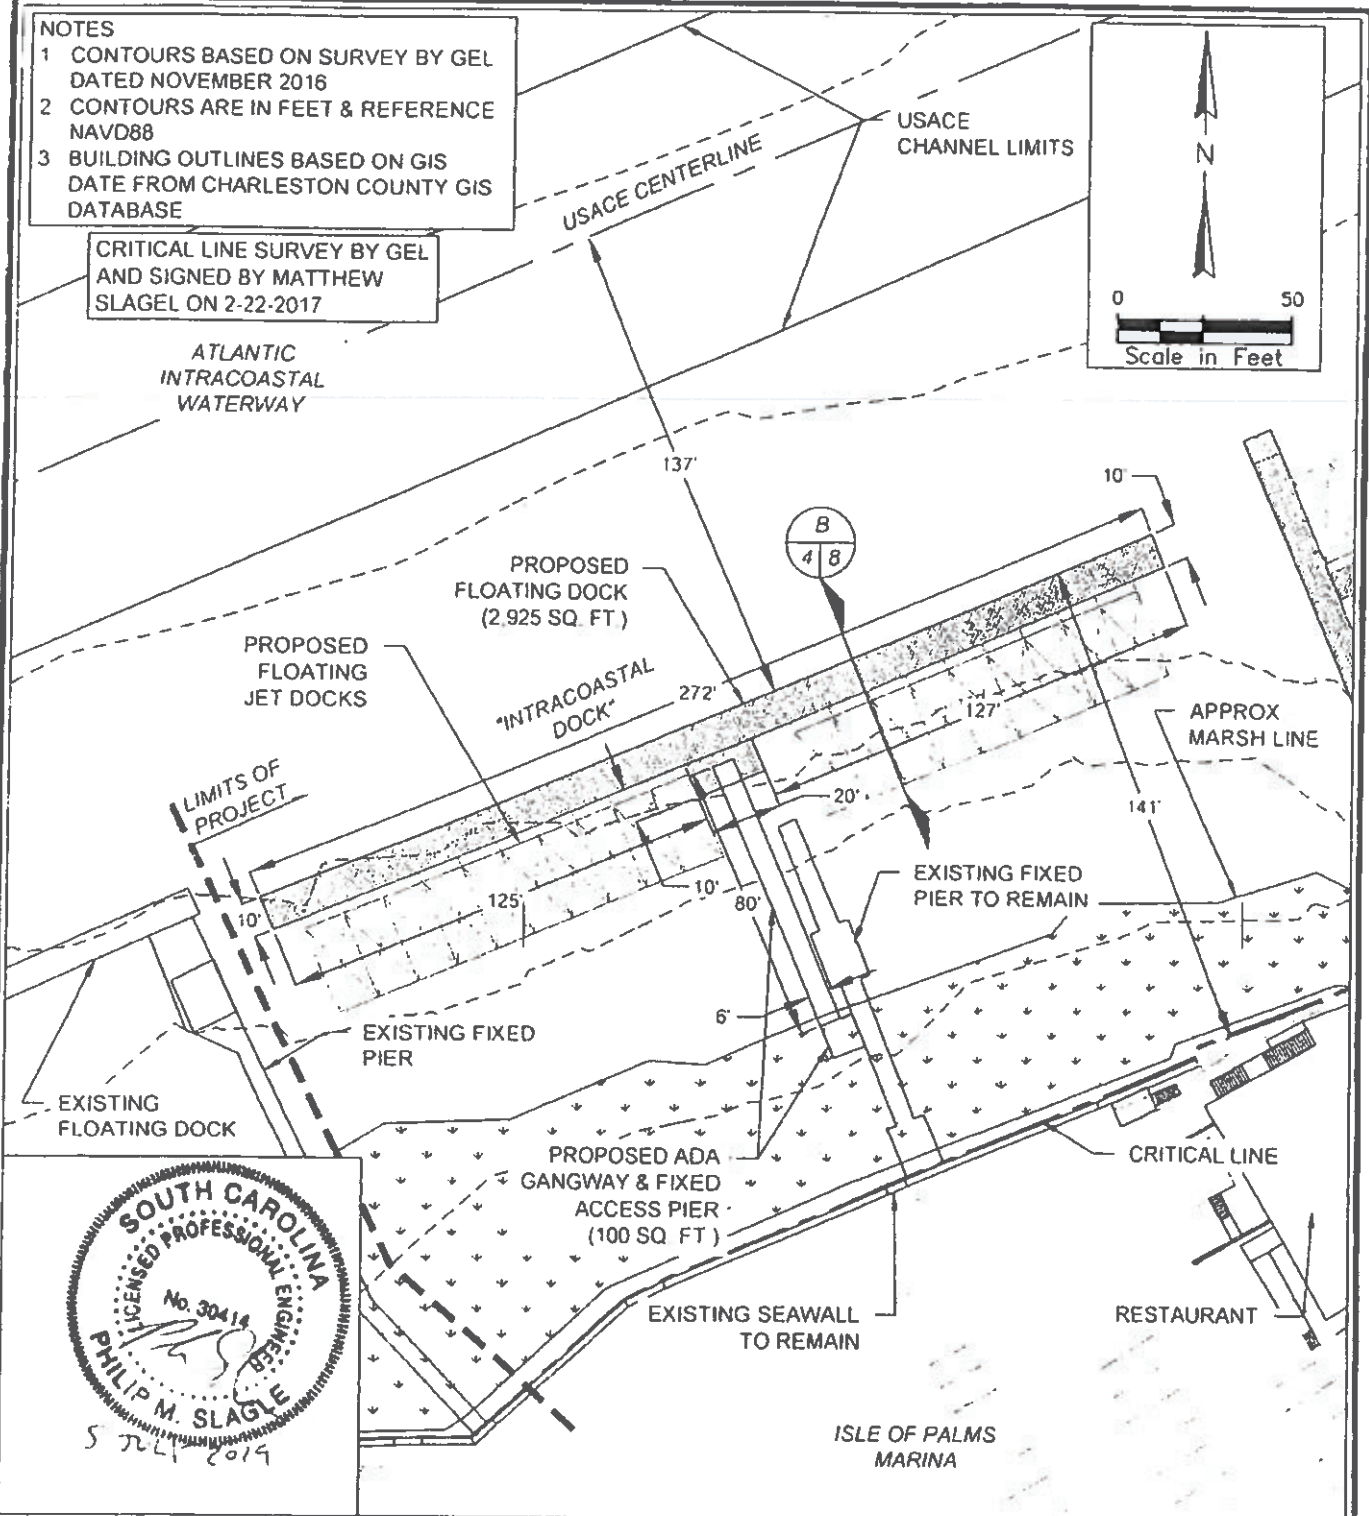 NOTES
1 CONTOURS BASED ON SURVEY BY GEL
DATED NOVEMBER 2016
2 CONTOURS ARE IN FEET & REFERENCE
NAVD88
3 BUILDING OUTLINES BASED ON GIS
DATE FROM CHARLESTON COUNTY GIS
DATABASE
CRITICAL LINE SURVEY BY GEL
AND SIGNED BY MATTHEW
SLAGEL ON 2-22-2017
ATLANTIC
INTRACOASTAL
WATERWAY
USACE CENTERLINE
USACE
CHANNEL LIMITS
N
0 50
Scale in Feet
137'
10'
B
4 8
PROPOSED
FLOATING DOCK
(2,925 SQ. FT.)
PROPOSED
FLOATING
JET DOCKS
"INTRACOASTAL
DOCK"
272'
127'
APPROX
MARSH LINE
LIMITS OF
PROJECT
20'
141'
10'
125'
10'
80'
EXISTING FIXED
PIER TO REMAIN
6'
EXISTING FIXED
PIER
EXISTING
FLOATING DOCK
PROPOSED ADA
GANGWAY & FIXED
ACCESS PIER
(100 SQ FT)
CRITICAL LINE
EXISTING SEAWALL
TO REMAIN
RESTAURANT
ISLE OF PALMS
MARINA
SOUTH CAROLINA
LICENSED PROFESSIONAL ENGINEER
No. 30414
PHILIP M. SLAGLE
5 JULY 2019